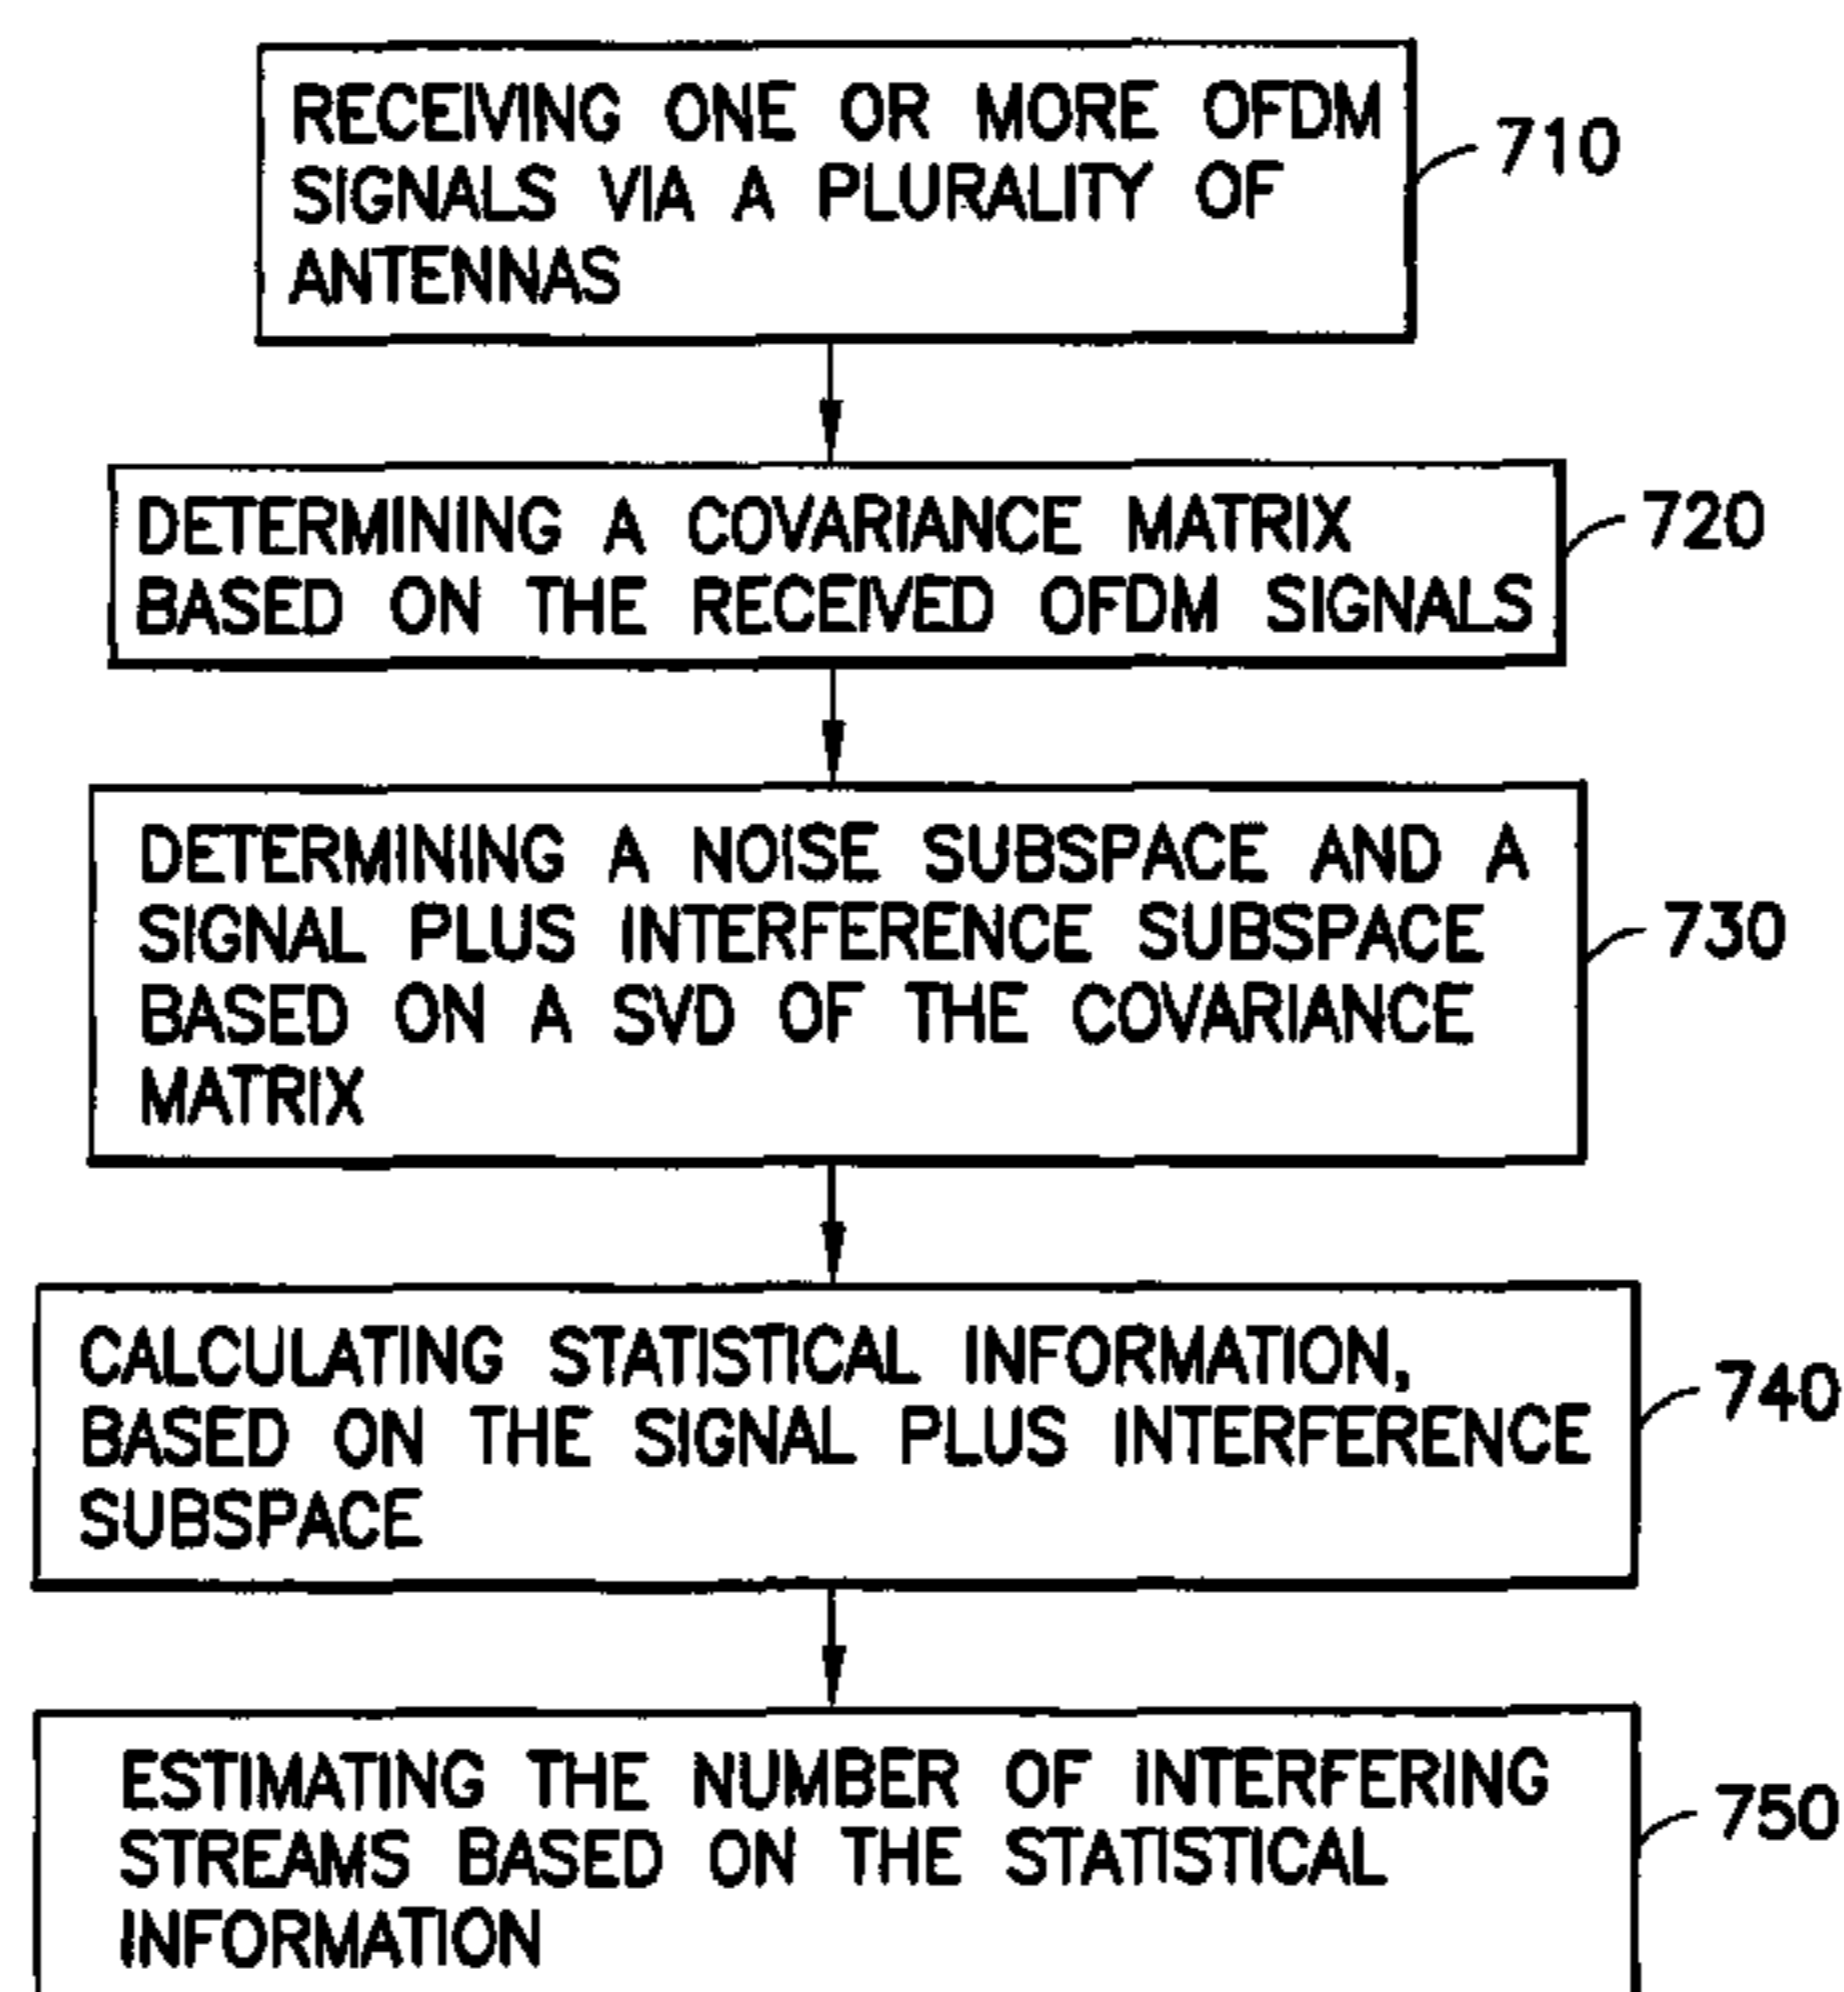 RECEIVING ONE OR MORE OFDM
SIGNALS VIA A PLURALITY OF
ANTENNAS
710
DETERMINING A COVARIANCE MATRIX
BASED ON THE RECEIVED OFDM SIGNALS
720
DETERMINING A NOISE SUBSPACE AND A
SIGNAL PLUS INTERFERENCE SUBSPACE
BASED ON A SVD OF THE COVARIANCE
MATRIX
730
CALCULATING STATISTICAL INFORMATION,
BASED ON THE SIGNAL PLUS INTERFERENCE
SUBSPACE
740
ESTIMATING THE NUMBER OF INTERFERING
STREAMS BASED ON THE STATISTICAL
INFORMATION
750